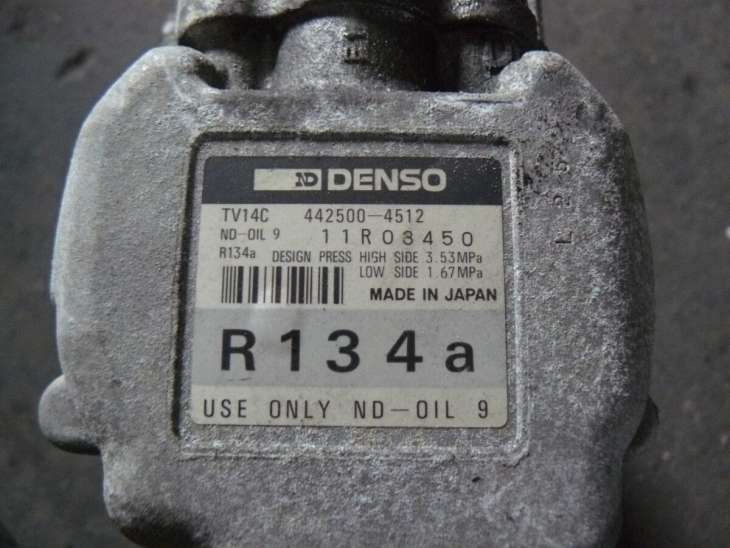 ND DENSO
TV14C 442500-4512
ND-OIL 9 11R03450
R134a DESIGN PRESS HIGH SIDE 3.53MPa
LOW SIDE 1.67MPa
MADE IN JAPAN
R134a
USE ONLY ND-OIL 9